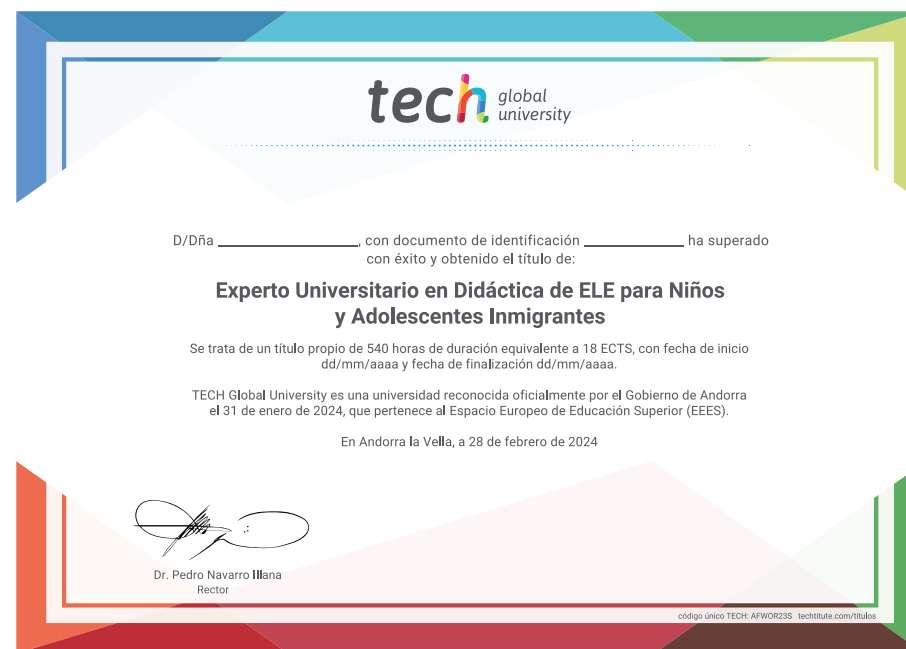 tech global university
D/Dña ________________, con documento de identificación ____________ ha superado
con éxito y obtenido el título de:
Experto Universitario en Didáctica de ELE para Niños
y Adolescentes Inmigrantes
Se trata de un título propio de 540 horas de duración equivalente a 18 ECTS, con fecha de inicio
dd/mm/aaaa y fecha de finalización dd/mm/aaaa.
TECH Global University es una universidad reconocida oficialmente por el Gobierno de Andorra
el 31 de enero de 2024, que pertenece al Espacio Europeo de Educación Superior (EEES).
En Andorra la Vella, a 28 de febrero de 2024
Dr. Pedro Navarro Illana
Rector
código único TECH: AFWOR23S techtitute.com/titulos